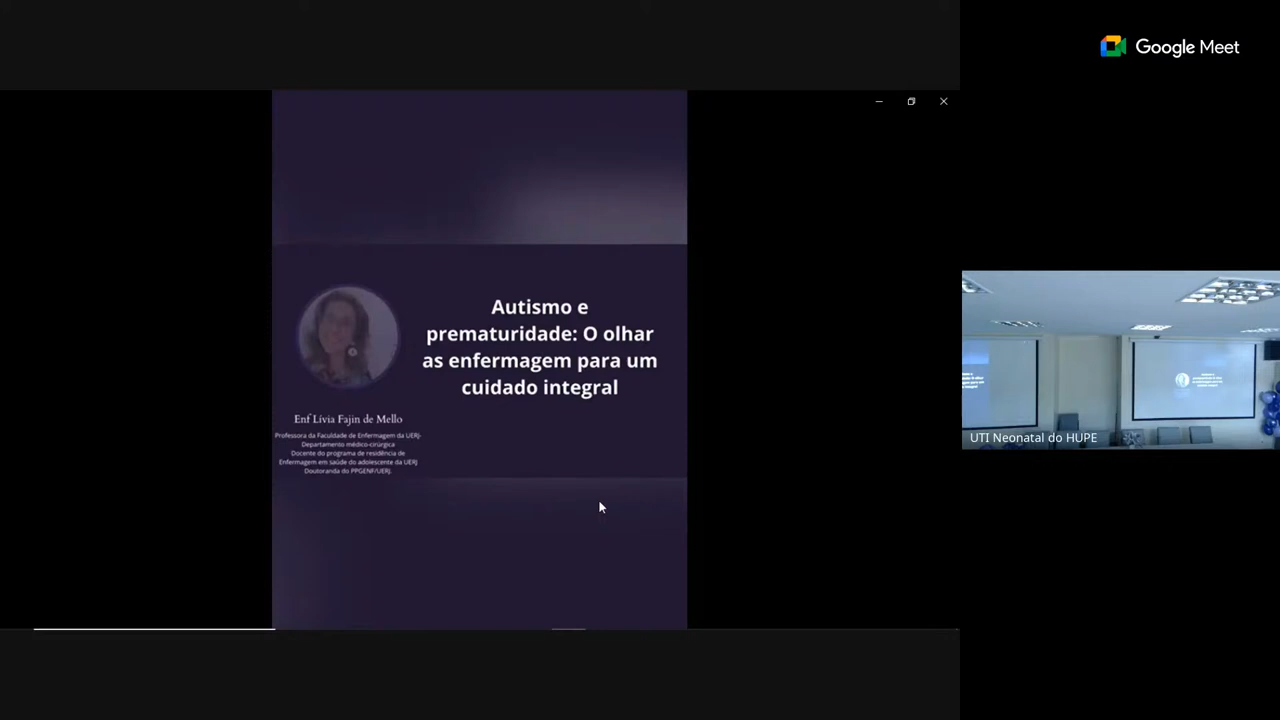 Google Meet
Autismo e
prematuridade: O olhar
as enfermagem para um
cuidado integral
Enf Lívia Fajin de Mello
Professora da Faculdade de Enfermagem da UERJ-
Departamento médico-cirúrgica
Docente do programa de residência de
Enfermagem em saúde do adolescente da UERJ
Doutoranda do PPGENF/UERJ.
UTI Neonatal do HUPE